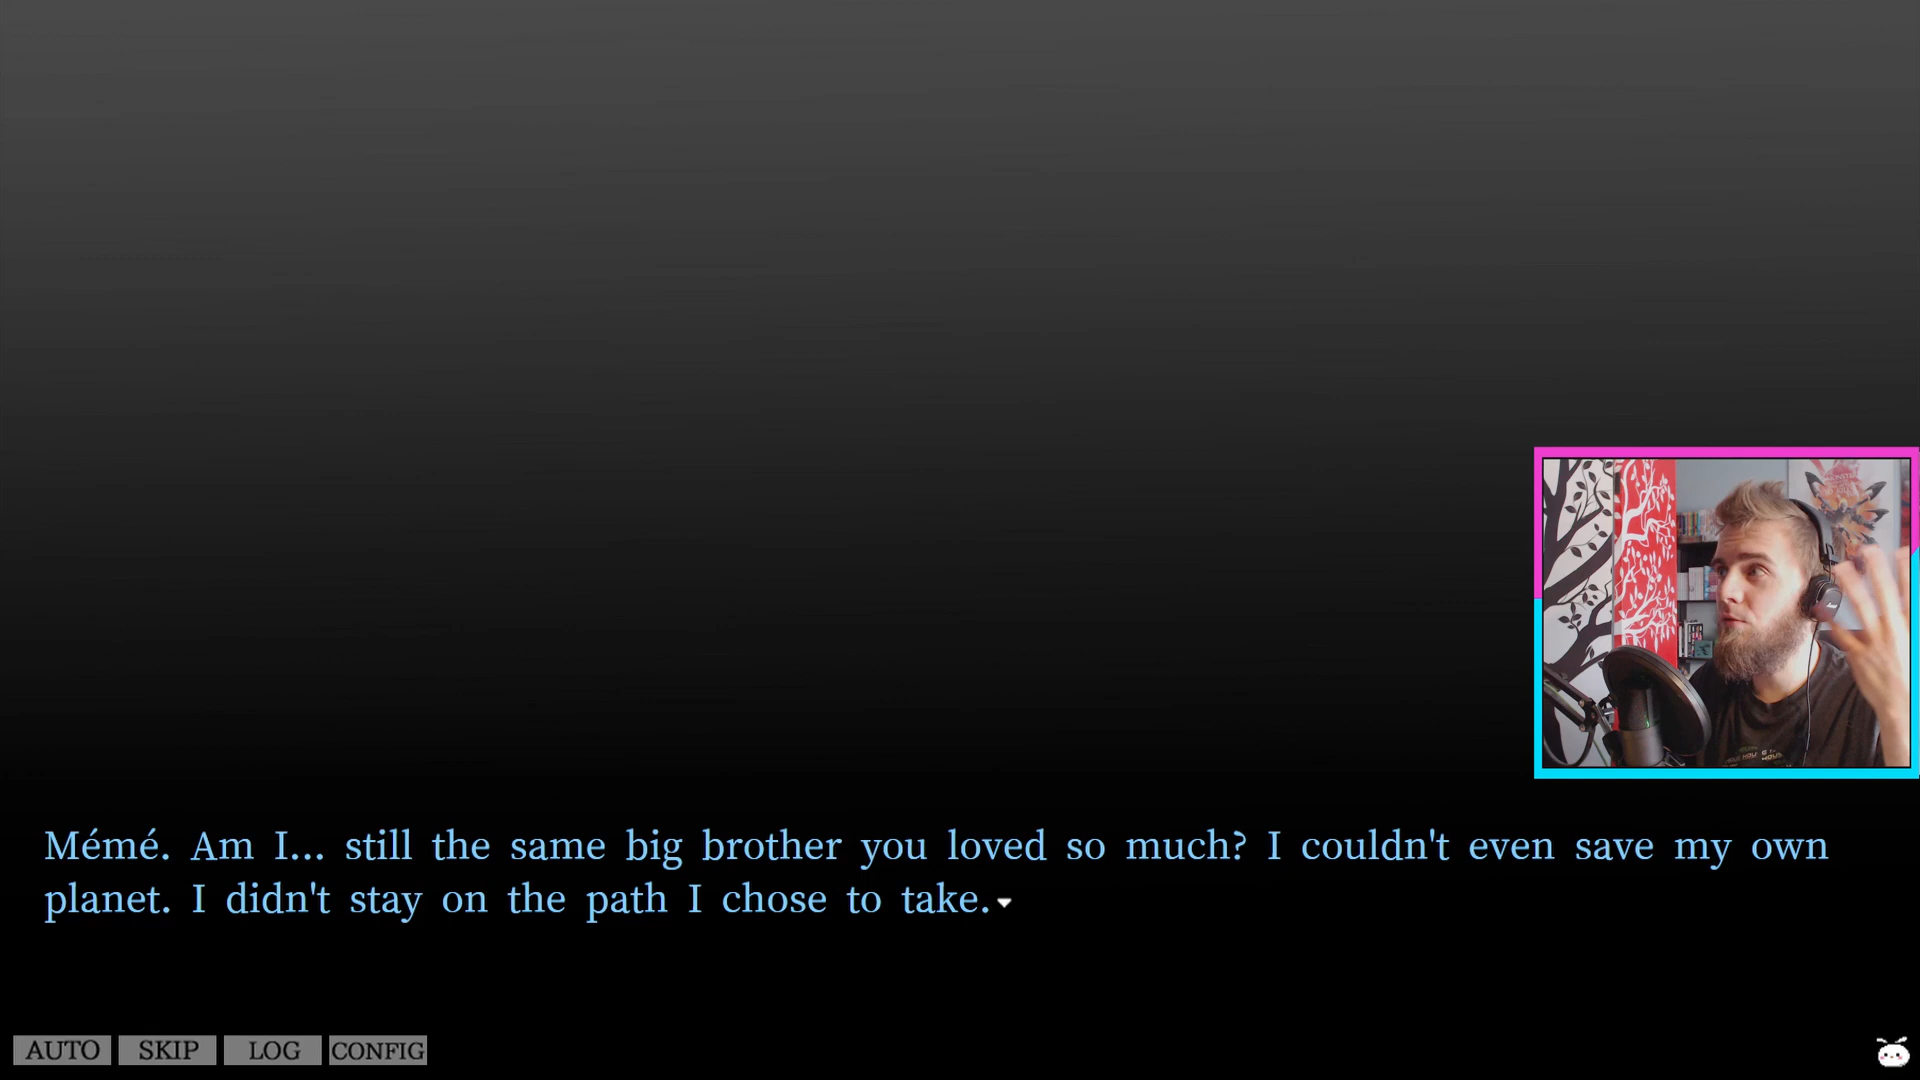 Mémé. Am I... still the same big brother you loved so much? I couldn't even save my own
planet. I didn't stay on the path I chose to take.
AUTO SKIP LOG CONFIG